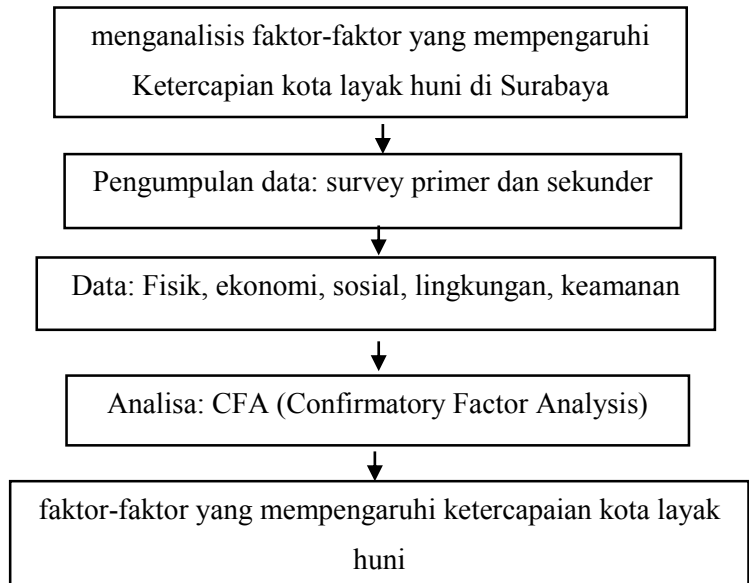 menganalisis faktor-faktor yang mempengaruhi
Ketercapian kota layak huni di Surabaya
Pengumpulan data: survey primer dan sekunder
Data: Fisik, ekonomi, sosial, lingkungan, keamanan
Analisa: CFA (Confirmatory Factor Analysis)
faktor-faktor yang mempengaruhi ketercapaian kota layak
huni